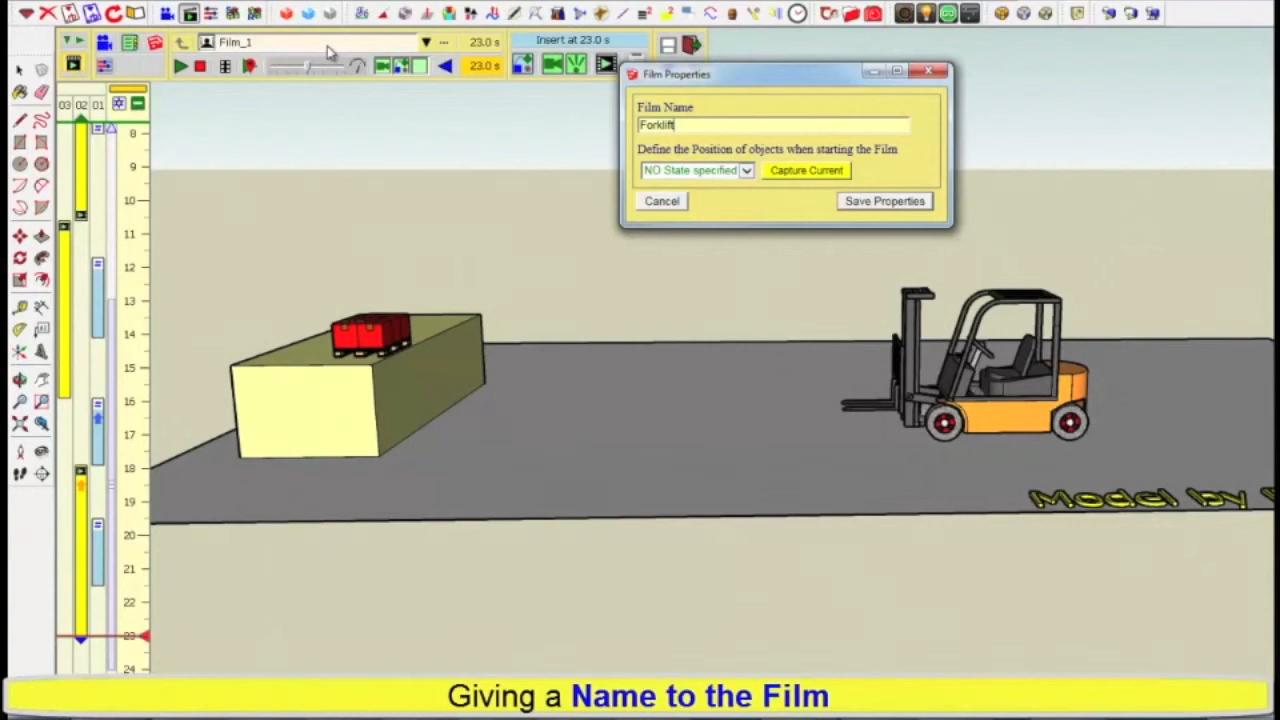 Film_1
23.0 s
Insert at 23.0 s
23.0 s
Film Properties
Film Name
Forklift
Define the Position of objects when starting the Film
NO State specified
Capture Current
Cancel
Save Properties
03 02 01
8
9
10
11
12
13
14
15
16
17
18
19
20
21
22
23
24
Model by
Giving a Name to the Film